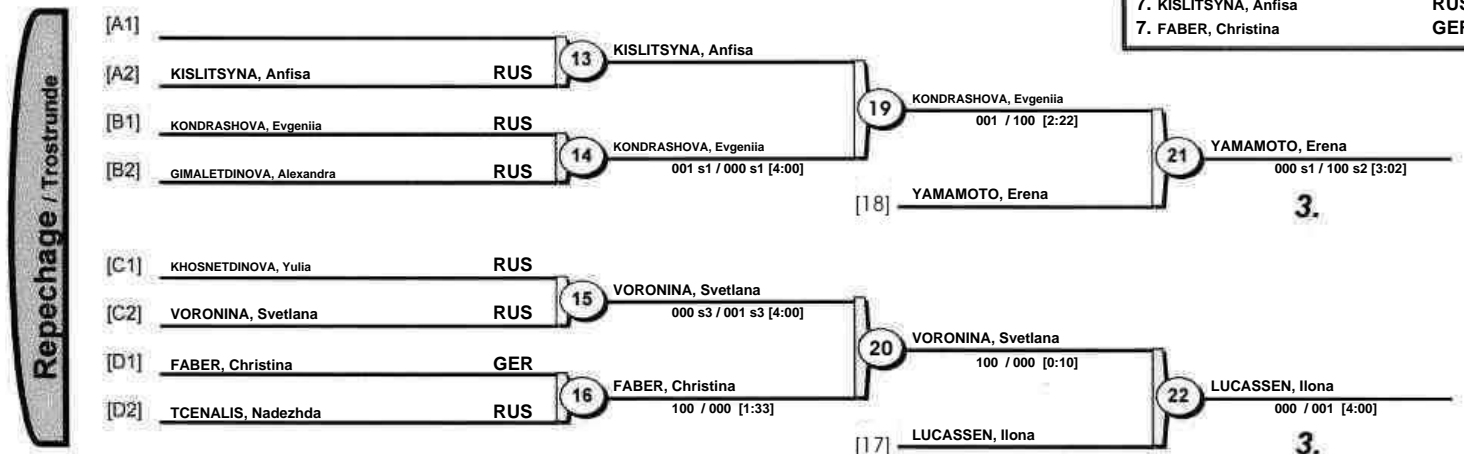 7. KISLITSYNA, Anfisa RUS
7. FABER, Christina GER
Repechage / Trostrunde
[A1]
[A2] KISLITSYNA, Anfisa RUS
13
KISLITSYNA, Anfisa
[B1] KONDRASHOVA, Evgeniia RUS
[B2] GIMALETDINOVA, Alexandra RUS
14
KONDRASHOVA, Evgeniia
001 s1 / 000 s1 [4:00]
19
KONDRASHOVA, Evgeniia
001 / 100 [2:22]
[18] YAMAMOTO, Erena
21
YAMAMOTO, Erena
000 s1 / 100 s2 [3:02]
3.
[C1] KHOSNETDINOVA, Yulia RUS
[C2] VORONINA, Svetlana RUS
15
VORONINA, Svetlana
000 s3 / 001 s3 [4:00]
[D1] FABER, Christina GER
[D2] TCENALIS, Nadezhda RUS
16
FABER, Christina
100 / 000 [1:33]
20
VORONINA, Svetlana
100 / 000 [0:10]
[17] LUCASSEN, Ilona
22
LUCASSEN, Ilona
000 / 001 [4:00]
3.